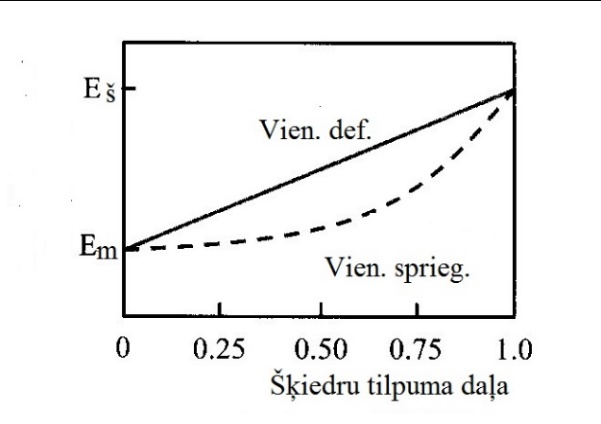 Eš
Vien. def.
Em
Vien. sprieg.
0 0.25 0.50 0.75 1.0
Šķiedru tilpuma daļa